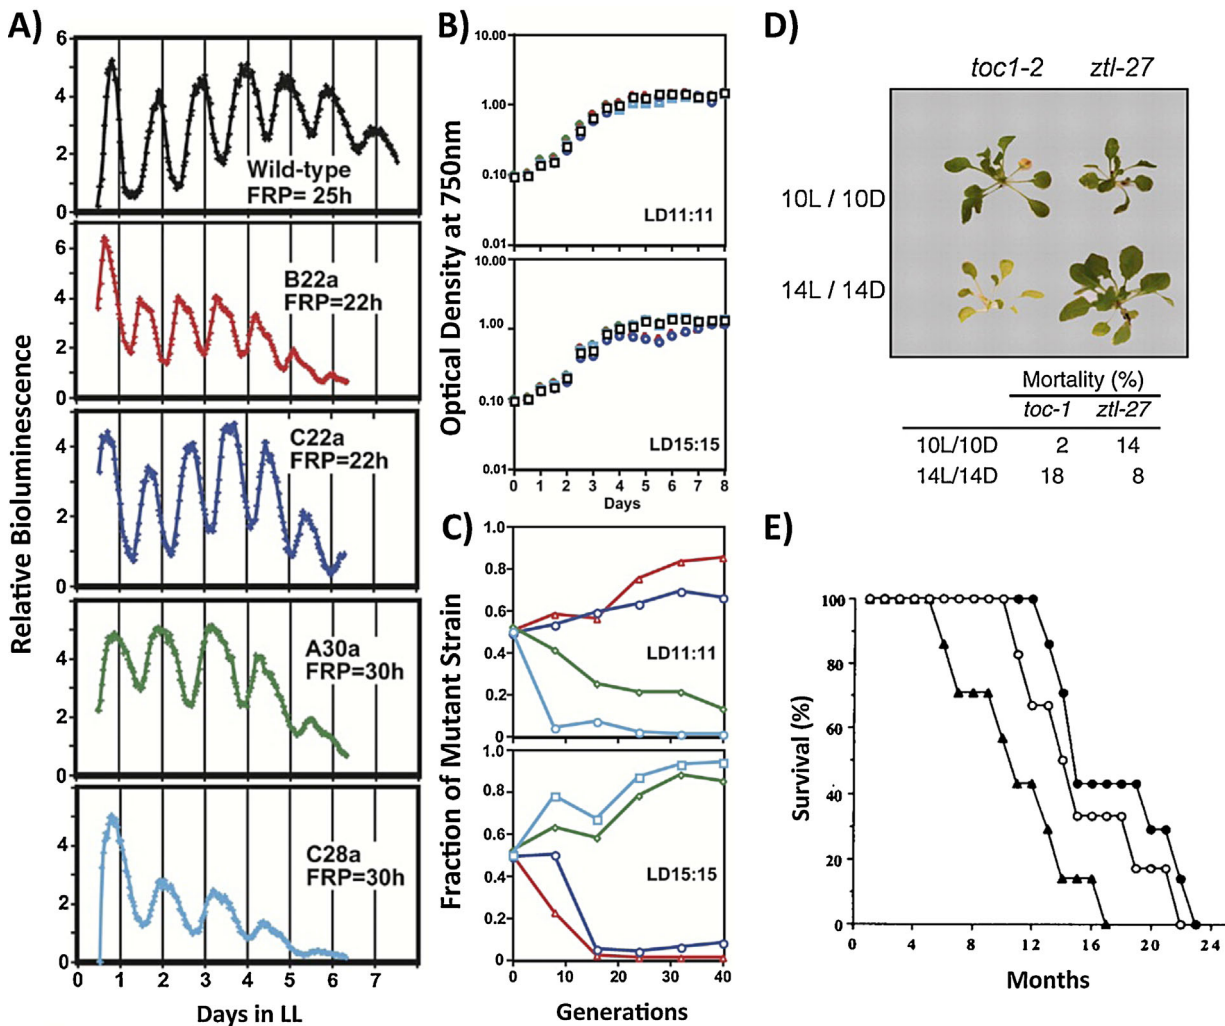 A)
6
4
2
0
Wild-type
FRP= 25h
6
4
2
0
B22a
FRP=22h
4
2
0
C22a
FRP=22h
4
2
0
A30a
FRP=30h
4
2
0
C28a
FRP=30h
0 1 2 3 4 5 6 7
Relative Bioluminescence
Days in LL
B)
10.00
1.00
0.10
0.01
LD11:11
10.00
1.00
0.10
0.01
LD15:15
0 1 2 3 4 5 6 7 8
Days
Optical Density at 750nm
C)
1.0
0.8
0.6
0.4
0.2
0
LD11:11
1.0
0.8
0.6
0.4
0.2
0
LD15:15
0 10 20 30 40
Generations
Fraction of Mutant Strain
D)
toc1-2 ztl-27
10L / 10D
14L / 14D
Mortality (%)
toc-1 ztl-27
10L/10D 2 14
14L/14D 18 8
E)
100
80
60
40
20
0
0 4 8 12 16 20 24
Survival (%)
Months